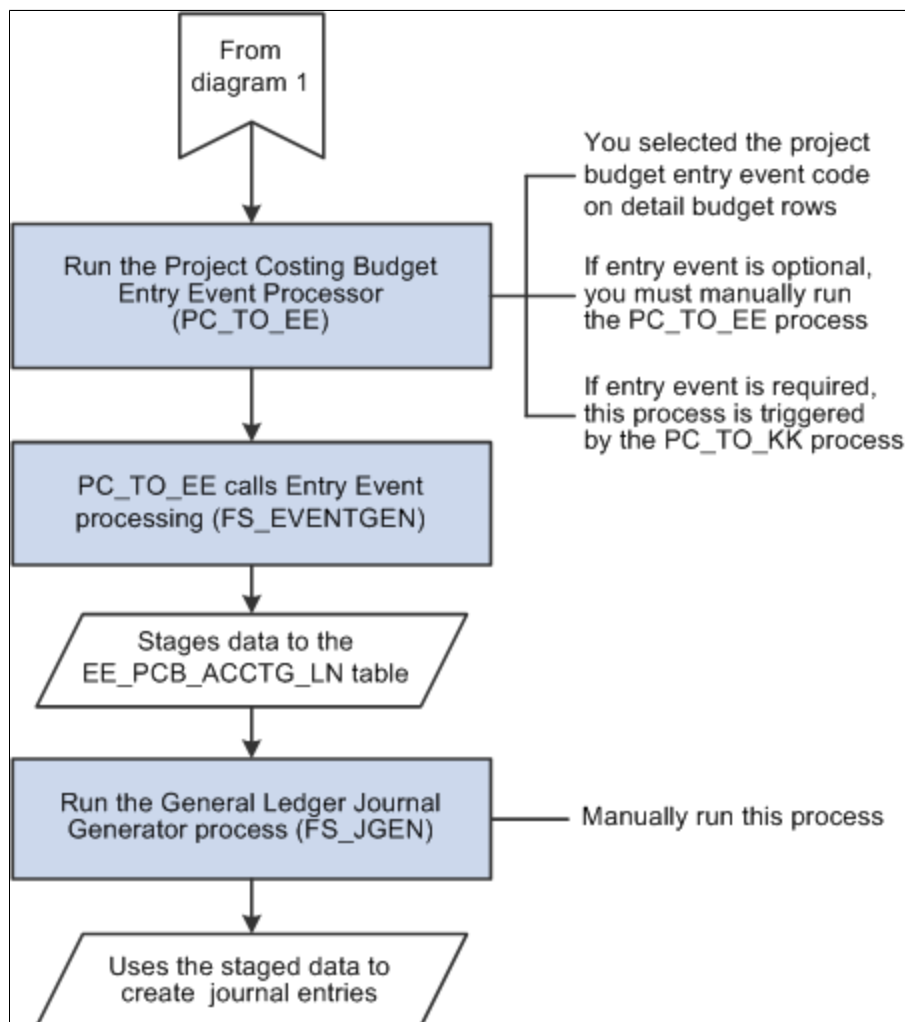 From
diagram 1
You selected the project
budget entry event code
on detail budget rows
Run the Project Costing Budget
Entry Event Processor
(PC_TO_EE)
If entry event is optional,
you must manually run
the PC_TO_EE process
If entry event is required,
this process is triggered
by the PC_TO_KK process
PC_TO_EE calls Entry Event
processing (FS_EVENTGEN)
Stages data to the
EE_PCB_ACCTG_LN table
Run the General Ledger Journal
Generator process (FS_JGEN)
Manually run this process
Uses the staged data to
create journal entries